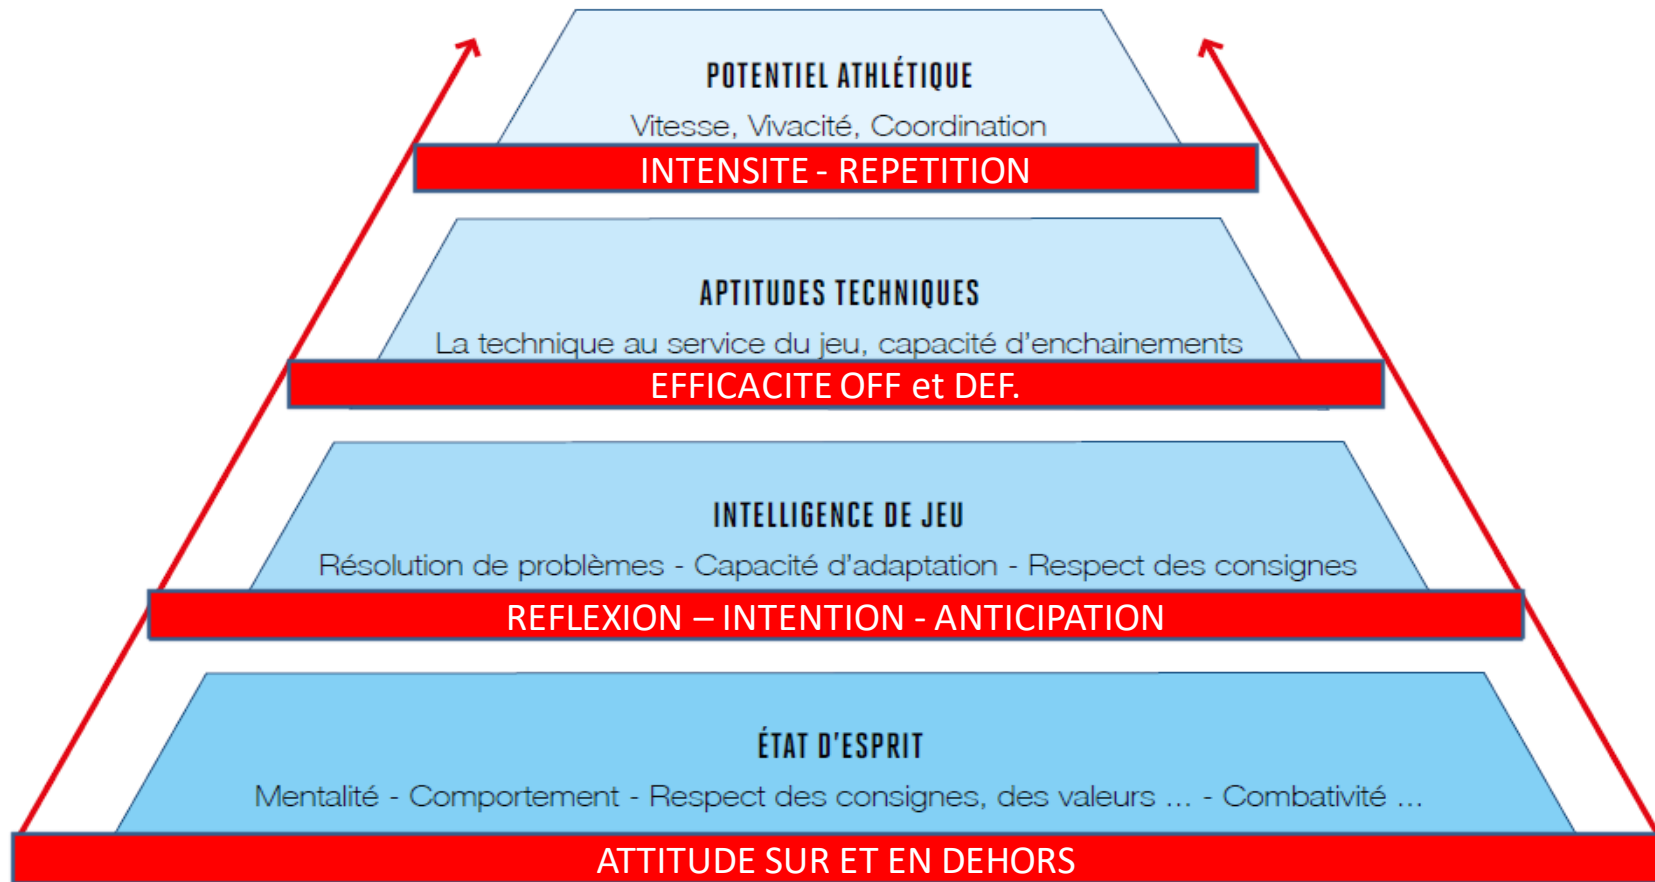 POTENTIEL ATHLÉTIQUE
Vitesse, Vivacité, Coordination
INTENSITE - REPETITION
APTITUDES TECHNIQUES
La technique au service du jeu, capacité d'enchainements
EFFICACITE OFF et DEF.
INTELLIGENCE DE JEU
Résolution de problèmes - Capacité d'adaptation - Respect des consignes
REFLEXION – INTENTION - ANTICIPATION
ÉTAT D'ESPRIT
Mentalité - Comportement - Respect des consignes, des valeurs ... - Combativité ...
ATTITUDE SUR ET EN DEHORS